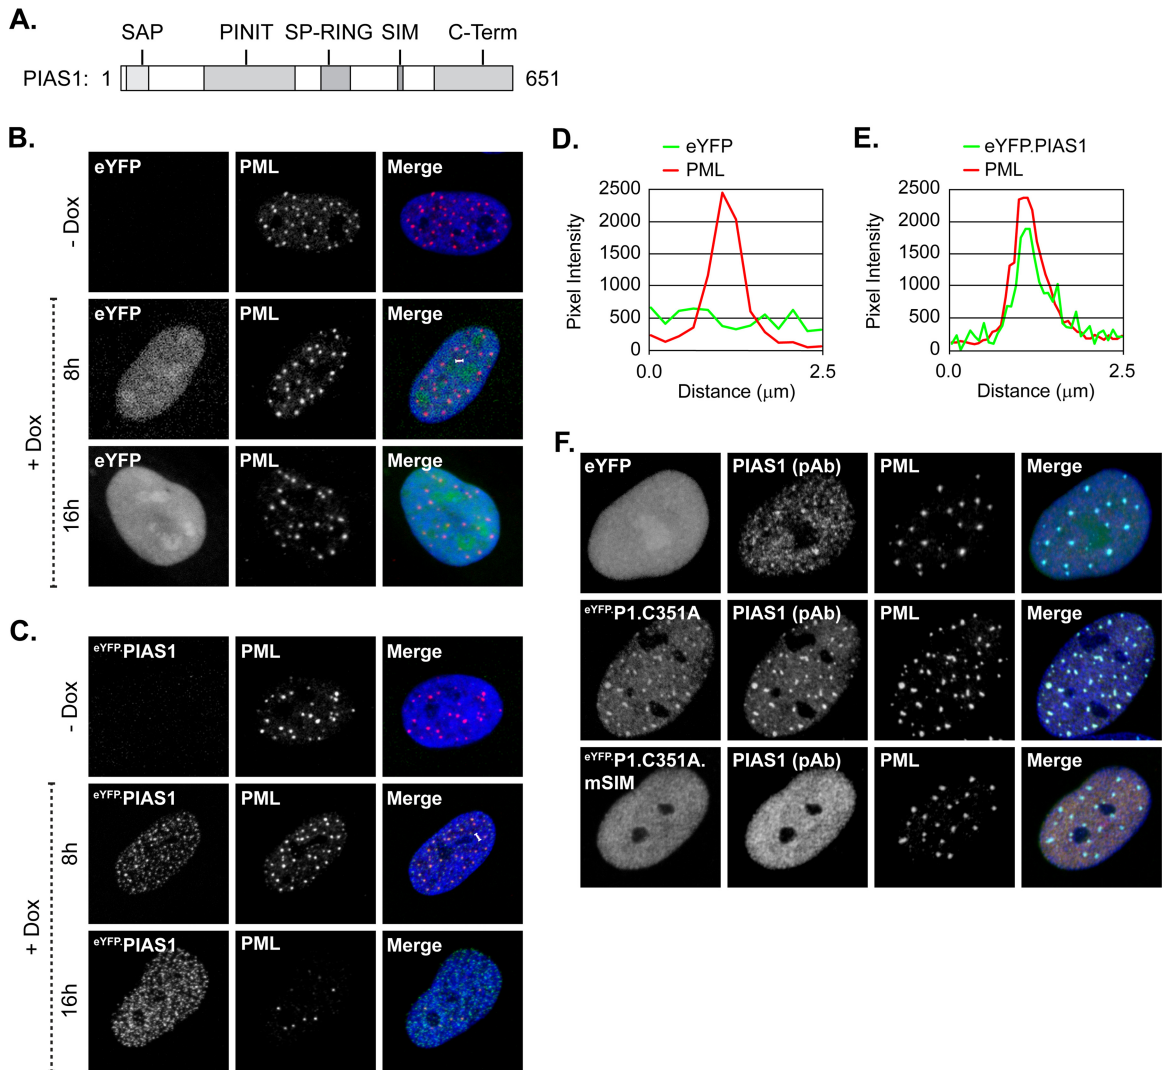 A.
SAP PINIT SP-RING SIM C-Term
PIAS1: 1 651
B.
eYFP PML Merge
- Dox
eYFP PML Merge
8h
eYFP PML Merge
16h
+ Dox
C.
eYFP.PIAS1 PML Merge
- Dox
eYFP.PIAS1 PML Merge
8h
eYFP.PIAS1 PML Merge
16h
+ Dox
D.
eYFP
PML
2500
2000
1500
1000
500
0
Pixel Intensity
0.0 2.5
Distance (μm)
E.
eYFP.PIAS1
PML
2500
2000
1500
1000
500
0
Pixel Intensity
0.0 2.5
Distance (μm)
F.
eYFP PIAS1 (pAb) PML Merge
eYFP.P1.C351A PIAS1 (pAb) PML Merge
eYFP.P1.C351A. PIAS1 (pAb) PML Merge
mSIM